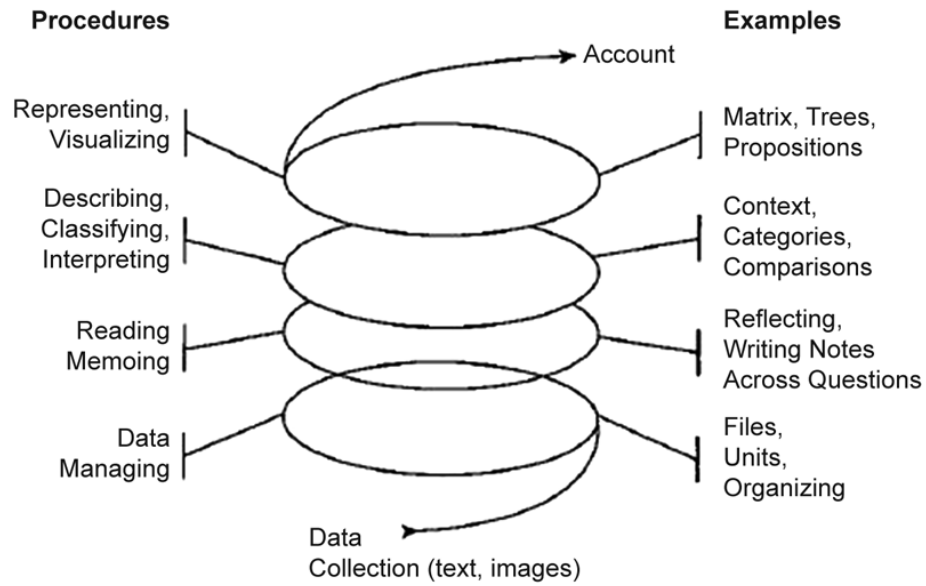 Procedures
Examples
Account
Representing,
Visualizing
Matrix, Trees,
Propositions
Describing,
Classifying,
Interpreting
Context,
Categories,
Comparisons
Reading
Memoing
Reflecting,
Writing Notes
Across Questions
Data
Managing
Files,
Units,
Organizing
Data
Collection (text, images)